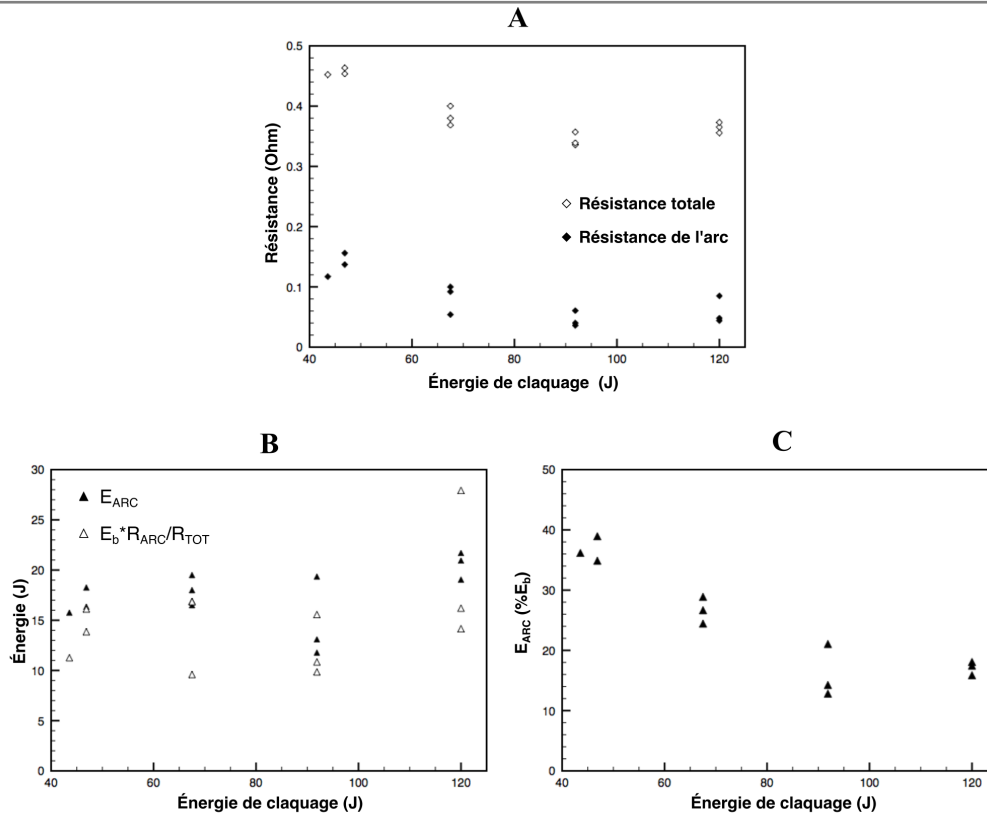 A
0.5
0.4
0.3
0.2
0.1
0
Résistance (Ohm)
Résistance totale
Résistance de l'arc
40 60 80 100 120
Énergie de claquage (J)
B
30
25
20
15
10
5
0
Énergie (J)
E_ARC
E_b*R_ARC/R_TOT
40 60 80 100 120
Énergie de claquage (J)
C
50
40
30
20
10
0
E_ARC (%E_b)
40 60 80 100 120
Énergie de claquage (J)